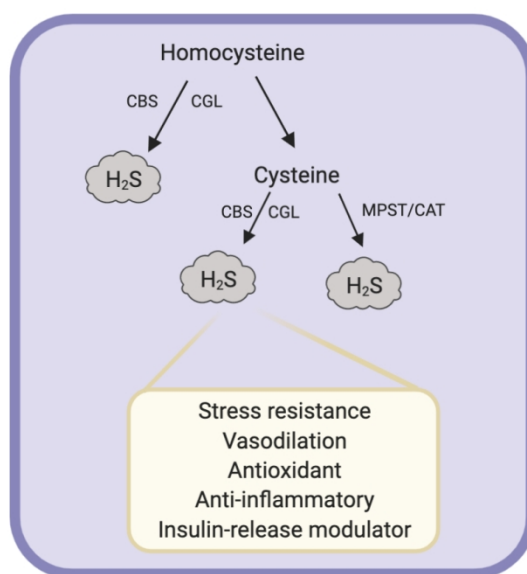 Homocysteine
CBS CGL
H₂S
Cysteine
CBS CGL MPST/CAT
H₂S H₂S
Stress resistance
Vasodilation
Antioxidant
Anti-inflammatory
Insulin-release modulator